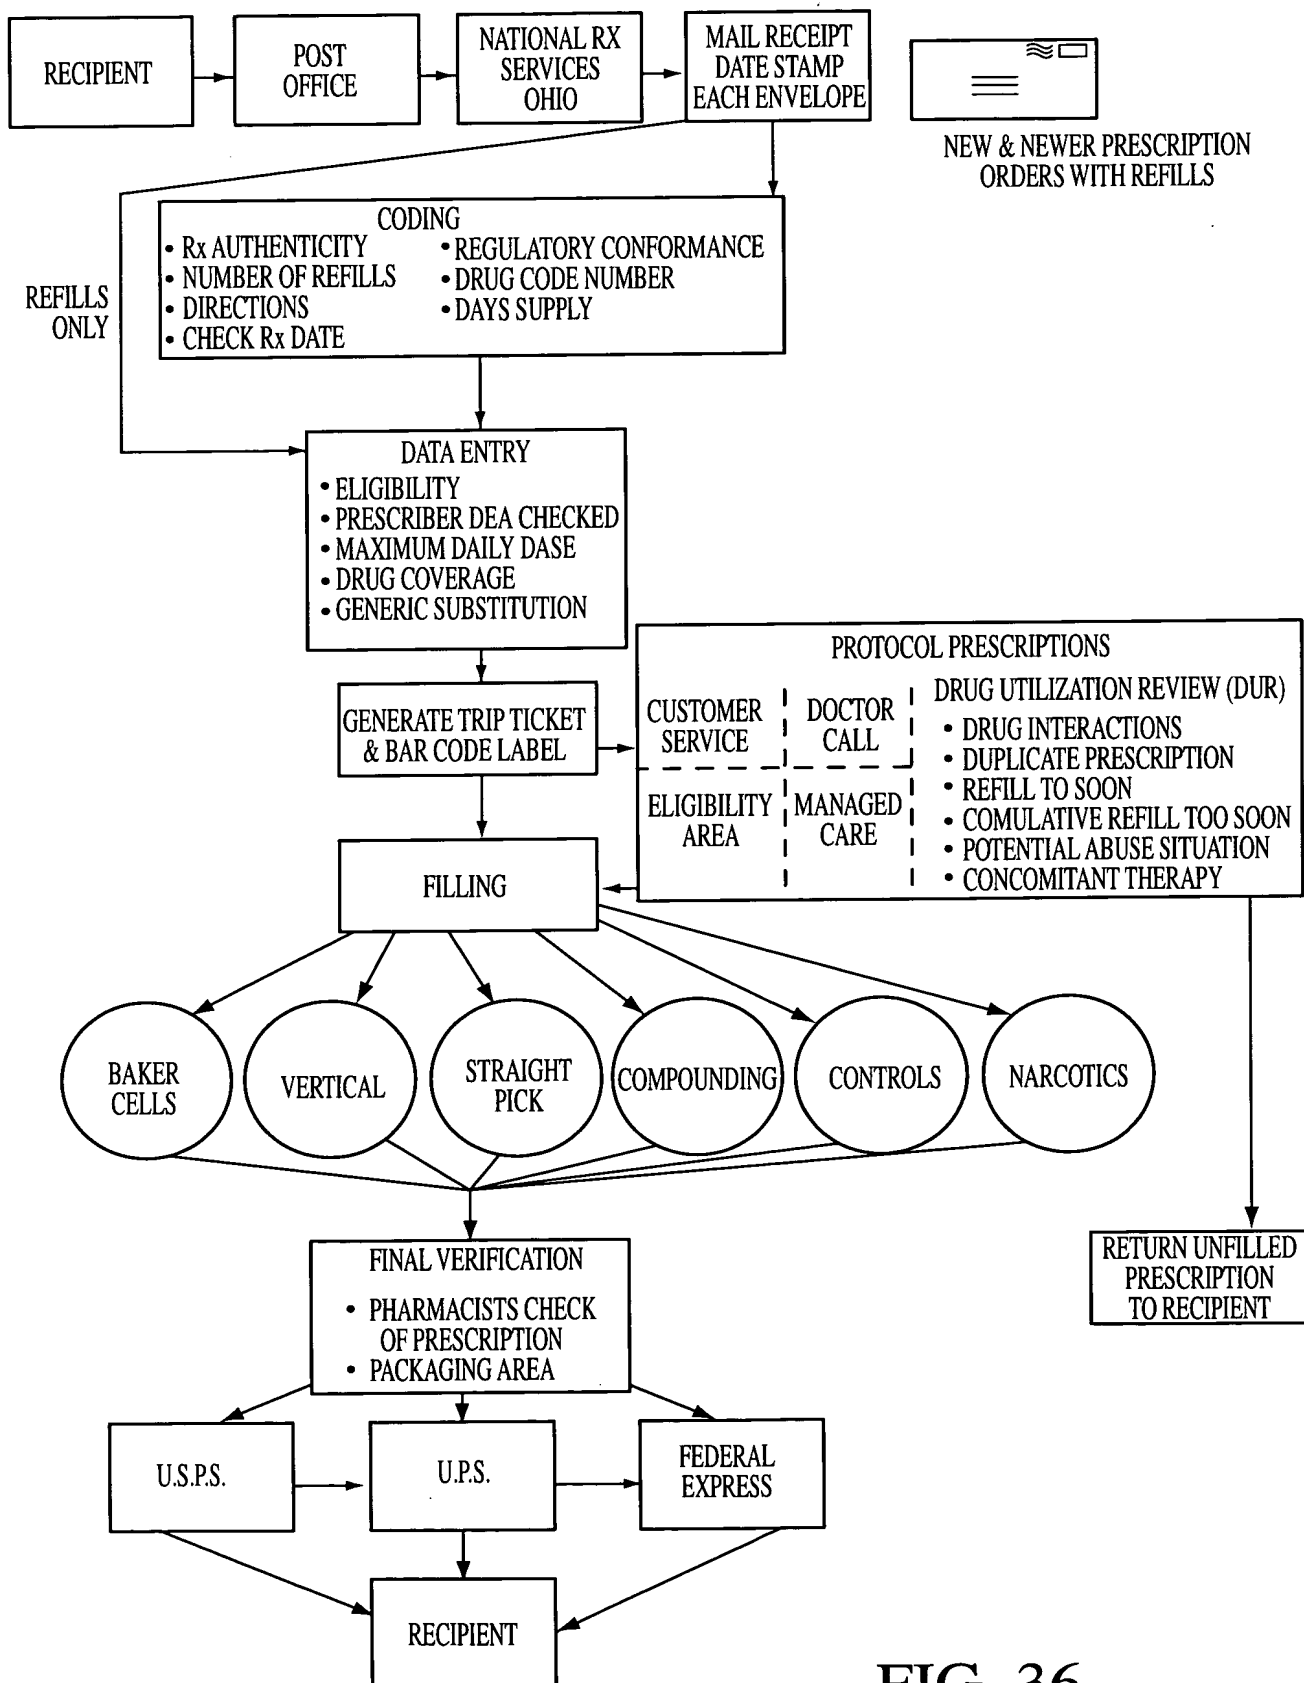 RECIPIENT
POST
OFFICE
NATIONAL RX
SERVICES
OHIO
MAIL RECEIPT
DATE STAMP
EACH ENVELOPE
NEW & NEWER PRESCRIPTION
ORDERS WITH REFILLS
REFILLS
ONLY
CODING
• Rx AUTHENTICITY
• NUMBER OF REFILLS
• DIRECTIONS
• CHECK Rx DATE
• REGULATORY CONFORMANCE
• DRUG CODE NUMBER
• DAYS SUPPLY
DATA ENTRY
• ELIGIBILITY
• PRESCRIBER DEA CHECKED
• MAXIMUM DAILY DASE
• DRUG COVERAGE
• GENERIC SUBSTITUTION
GENERATE TRIP TICKET
& BAR CODE LABEL
PROTOCOL PRESCRIPTIONS
CUSTOMER
SERVICE
DOCTOR
CALL
ELIGIBILITY
AREA
MANAGED
CARE
DRUG UTILIZATION REVIEW (DUR)
• DRUG INTERACTIONS
• DUPLICATE PRESCRIPTION
• REFILL TO SOON
• COMULATIVE REFILL TOO SOON
• POTENTIAL ABUSE SITUATION
• CONCOMITANT THERAPY
FILLING
BAKER
CELLS
VERTICAL
STRAIGHT
PICK
COMPOUNDING
CONTROLS
NARCOTICS
FINAL VERIFICATION
• PHARMACISTS CHECK
OF PRESCRIPTION
• PACKAGING AREA
RETURN UNFILLED
PRESCRIPTION
TO RECIPIENT
U.S.P.S.
U.P.S.
FEDERAL
EXPRESS
RECIPIENT
FIG. 36